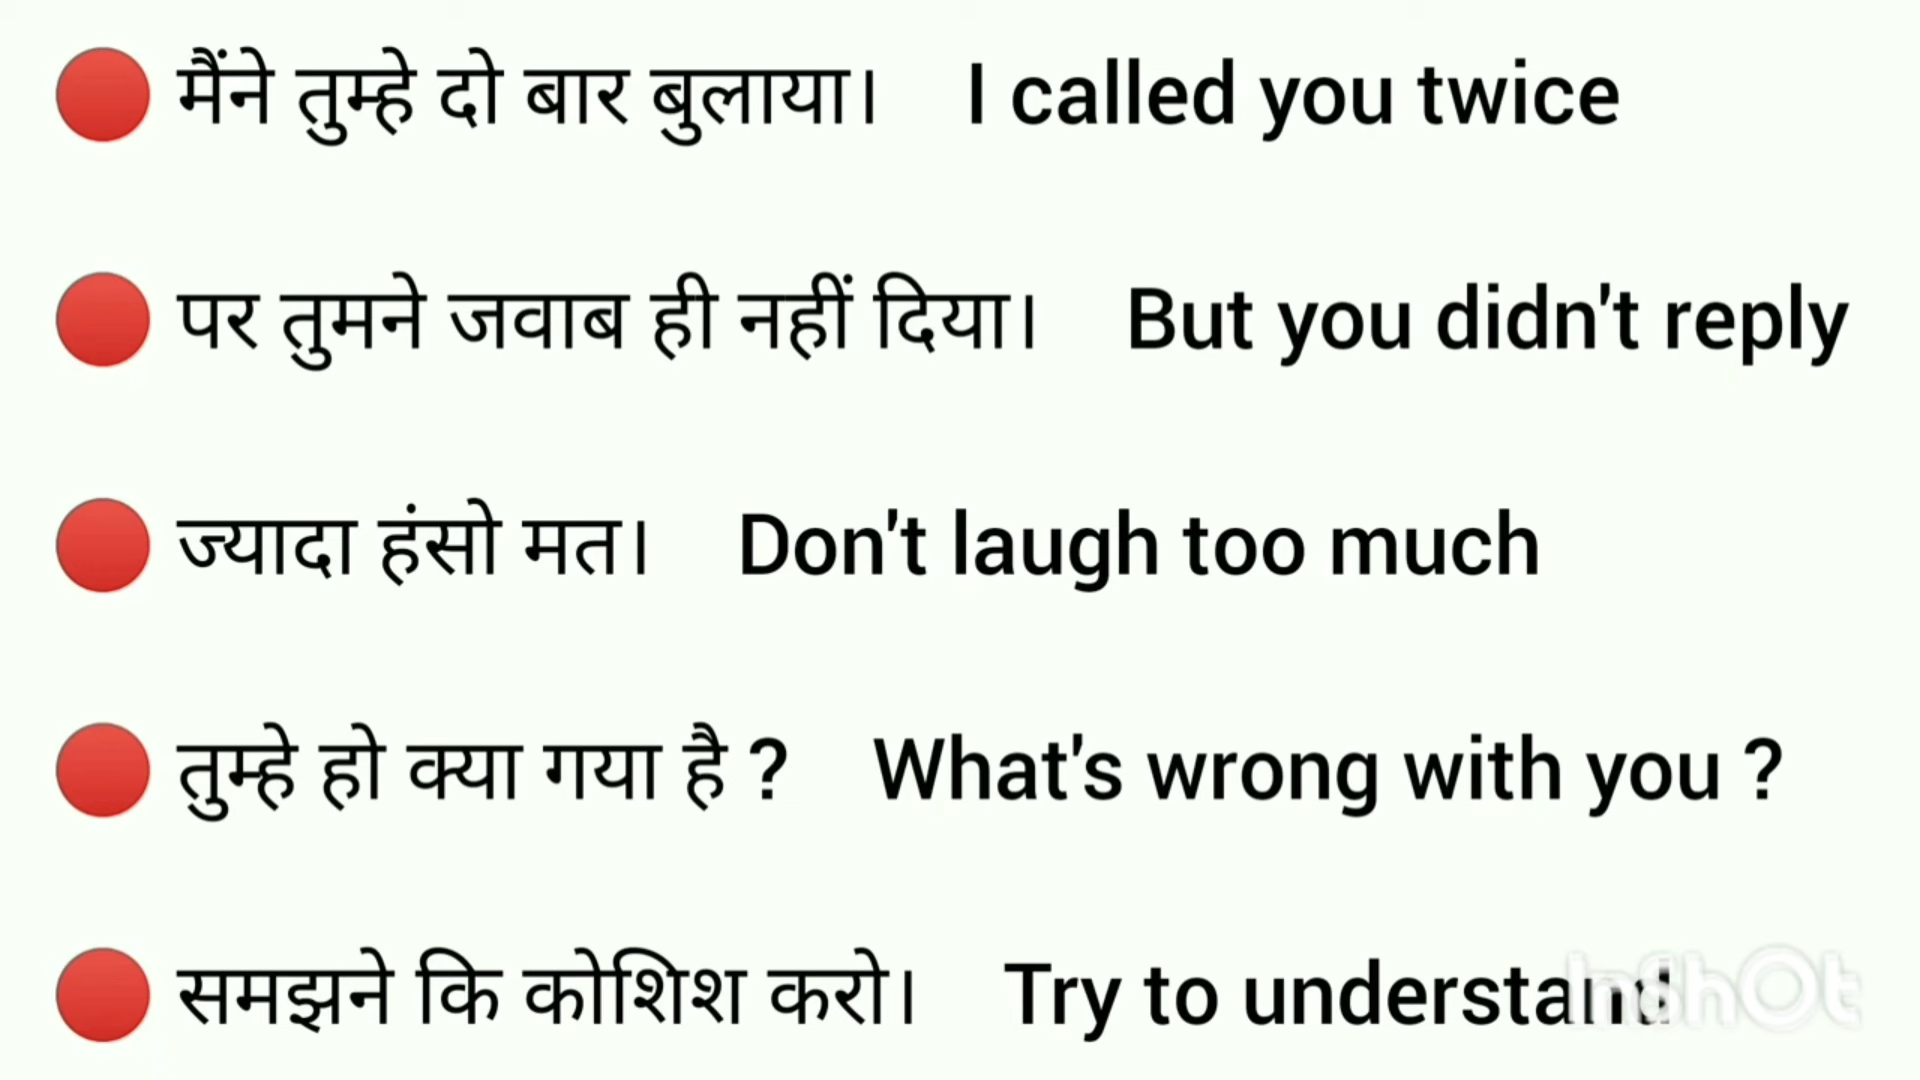 🔴 मैंने तुम्हे दो बार बुलाया। I called you twice
🔴 पर तुमने जवाब ही नहीं दिया। But you didn't reply
🔴 ज्यादा हंसो मत। Don't laugh too much
🔴 तुम्हे हो क्या गया है ? What's wrong with you ?
🔴 समझने कि कोशिश करो। Try to understand
InShOt